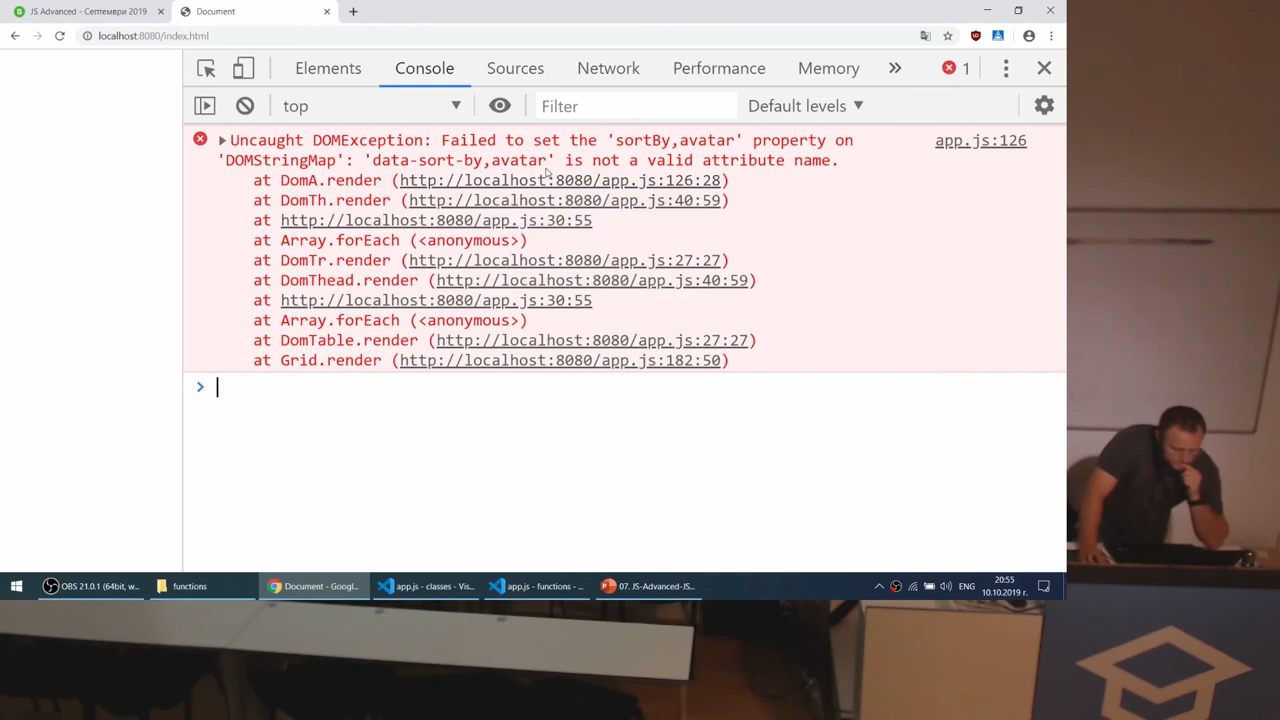 JS Advanced - Септември 2019
Document
localhost:8080/index.html
Elements
Console
Sources
Network
Performance
Memory
»
1
top
Filter
Default levels
Uncaught DOMException: Failed to set the 'sortBy,avatar' property on
'DOMStringMap': 'data-sort-by,avatar' is not a valid attribute name.
app.js:126
at DomA.render (http://localhost:8080/app.js:126:28)
at DomTh.render (http://localhost:8080/app.js:40:59)
at http://localhost:8080/app.js:30:55
at Array.forEach (<anonymous>)
at DomTr.render (http://localhost:8080/app.js:27:27)
at DomThead.render (http://localhost:8080/app.js:40:59)
at http://localhost:8080/app.js:30:55
at Array.forEach (<anonymous>)
at DomTable.render (http://localhost:8080/app.js:27:27)
at Grid.render (http://localhost:8080/app.js:182:50)
>
OBS 21.0.1 (64bit, w...
functions
Document - Googl...
app.js - classes - Vis...
app.js - functions - ...
07. JS-Advanced-JS...
ENG
20:55
10.10.2019 г.